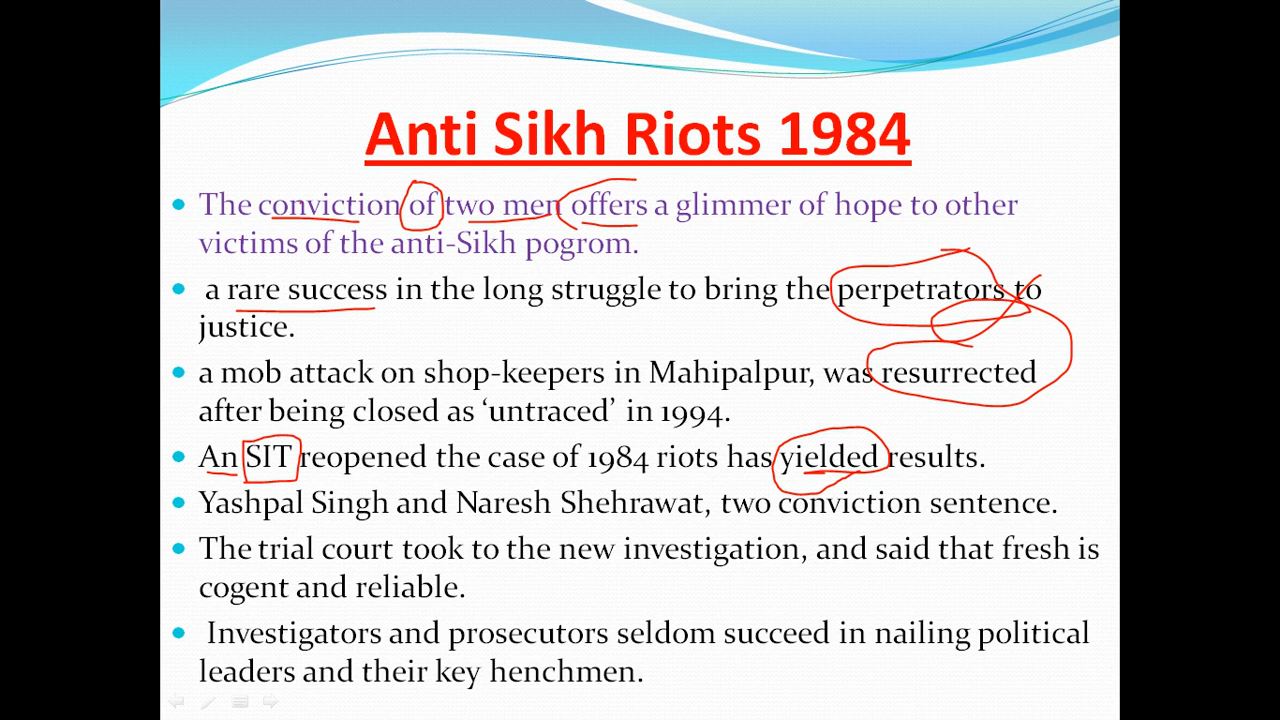 Anti Sikh Riots 1984
• The conviction of two men offers a glimmer of hope to other
victims of the anti-Sikh pogrom.
• a rare success in the long struggle to bring the perpetrators to
justice.
• a mob attack on shop-keepers in Mahipalpur, was resurrected
after being closed as ‘untraced’ in 1994.
• An SIT reopened the case of 1984 riots has yielded results.
• Yashpal Singh and Naresh Shehrawat, two conviction sentence.
• The trial court took to the new investigation, and said that fresh is
cogent and reliable.
• Investigators and prosecutors seldom succeed in nailing political
leaders and their key henchmen.